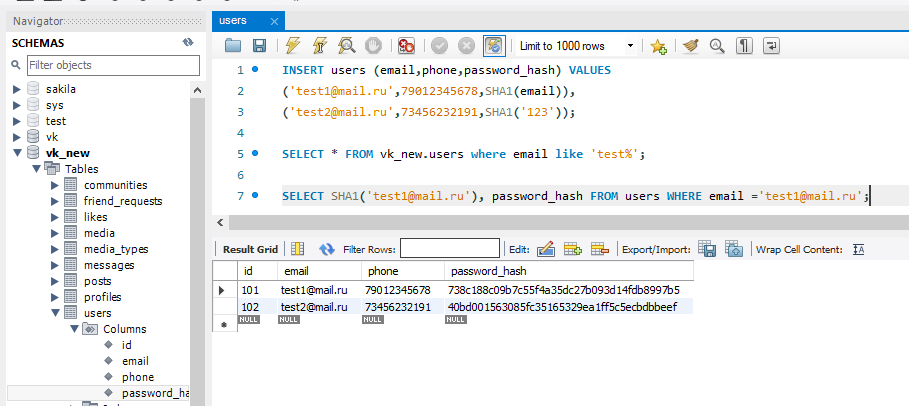 Navigator
users
SCHEMAS
Filter objects
sakila
sys
test
vk
vk_new
Tables
communities
friend_requests
likes
media
media_types
messages
posts
profiles
users
Columns
id
email
phone
password_ha
Limit to 1000 rows
1 INSERT users (email,phone,password_hash) VALUES
2 ('test1@mail.ru',79012345678,SHA1(email)),
3 ('test2@mail.ru',73456232191,SHA1('123'));
4
5 SELECT * FROM vk_new.users where email like 'test%';
6
7 SELECT SHA1('test1@mail.ru'), password_hash FROM users WHERE email ='test1@mail.ru';
Result Grid Filter Rows: Edit: Export/Import: Wrap Cell Content:
id email phone password_hash
101 test1@mail.ru 79012345678 738c188c09b7c55f4a35dc27b093d14fdb8997b5
102 test2@mail.ru 73456232191 40bd001563085fc35165329ea1ff5c5ecbdbbeef
NULL NULL NULL NULL